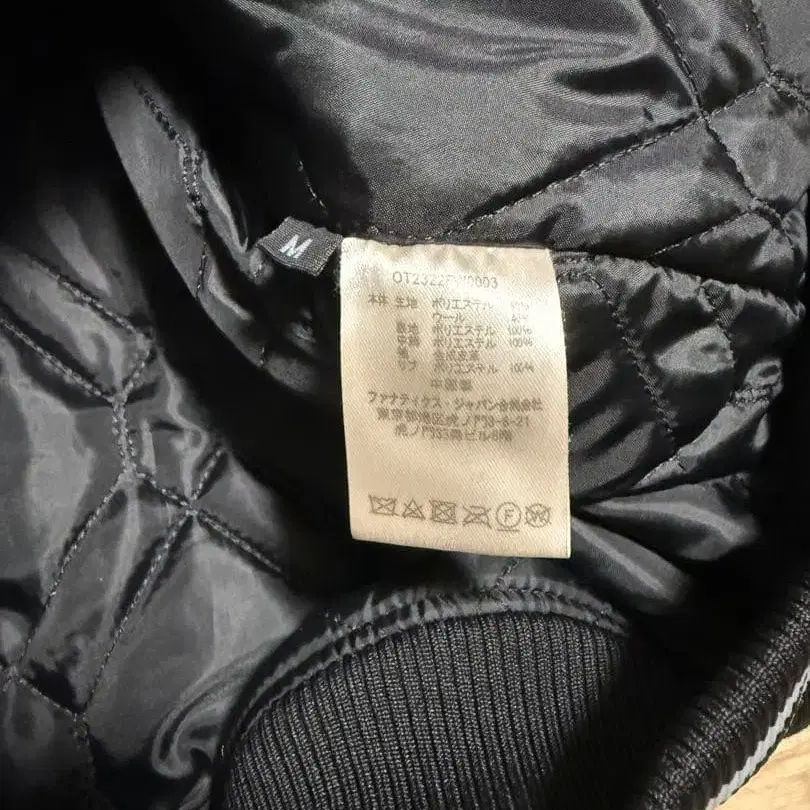 M
本体 生地 ポリエステル
ウール
裏地 ポリエステル 100%
中綿 ポリエステル 100%
袖 合成皮革
リブ ポリエステル 100%
中国製
ファナティクス・ジャパン合同会社
東京都港区虎ノ門3-8-21
虎ノ門33森ビル8階
F